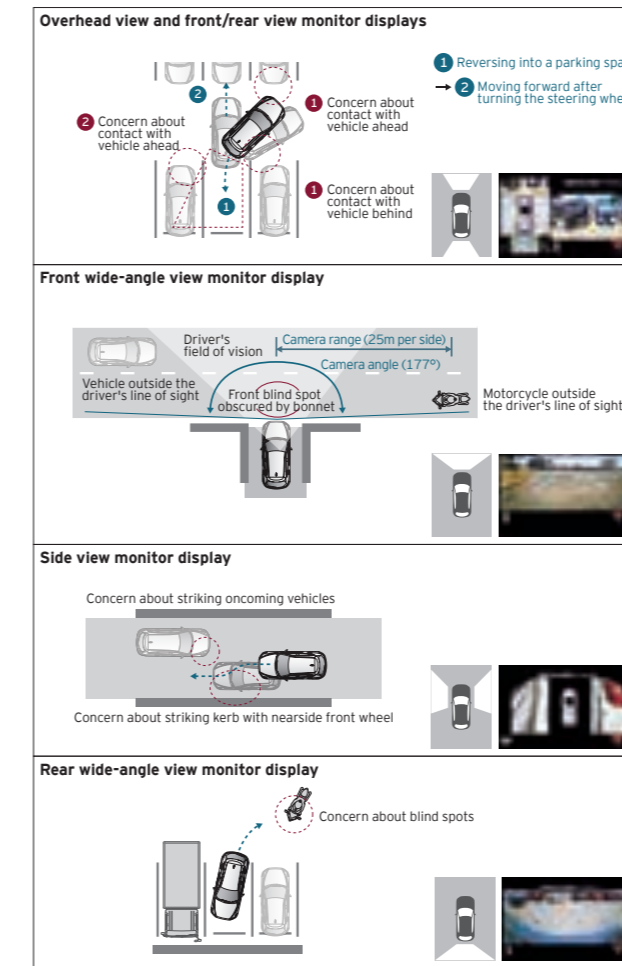 Overhead view and front/rear view monitor displays
1 Reversing into a parking spa
2 Moving forward after
turning the steering whe
2
1 Concern about
contact with
vehicle ahead
2 Concern about
contact with
vehicle ahead
1 Concern about
contact with
vehicle behind
1
Front wide-angle view monitor display
Driver's
field of vision
Camera range (25m per side)
Camera angle (177°)
Vehicle outside the
driver's line of sight
Front blind spot
obscured by bonnet
Motorcycle outside
the driver's line of sight
Side view monitor display
Concern about striking oncoming vehicles
Concern about striking kerb with nearside front wheel
Rear wide-angle view monitor display
Concern about blind spots